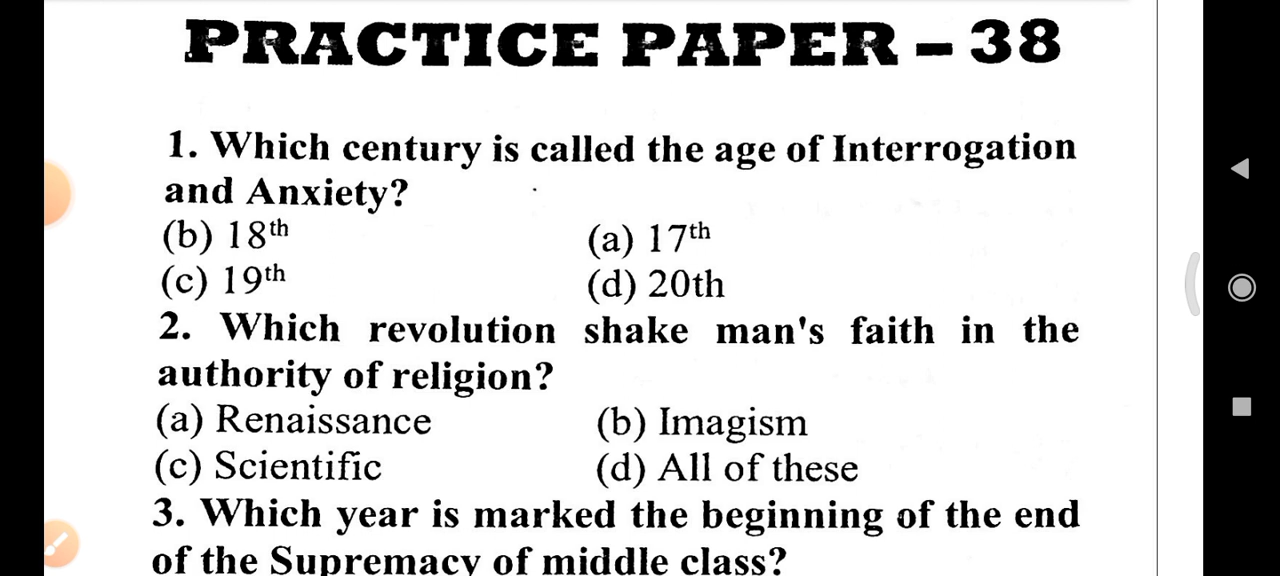 PRACTICE PAPER – 38
1. Which century is called the age of Interrogation
and Anxiety?
(b) 18th (a) 17th
(c) 19th (d) 20th
2. Which revolution shake man's faith in the
authority of religion?
(a) Renaissance (b) Imagism
(c) Scientific (d) All of these
3. Which year is marked the beginning of the end
of the Supremacy of middle class?